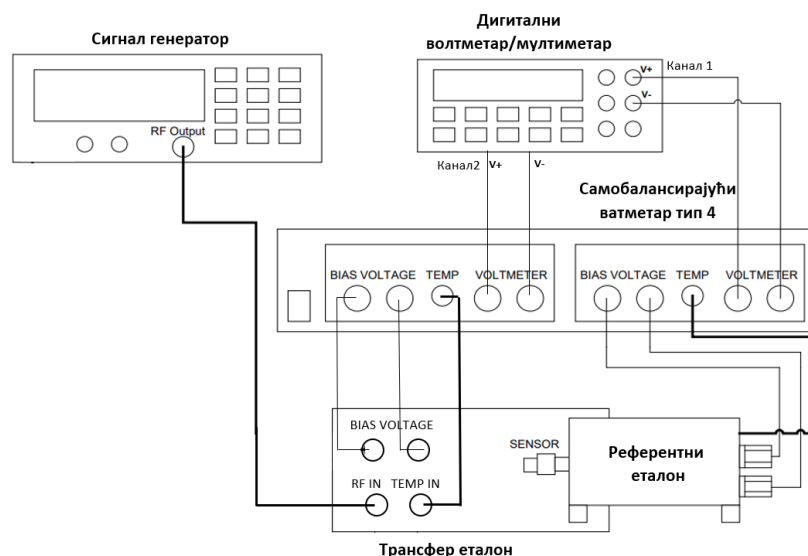 Сигнал генератор
RF Output
Дигитални
волтметар/мултиметар
V+
Канал 1
V-
Канал2
V+
V-
Самобалансирајући
ватметар тип 4
BIAS VOLTAGE
TEMP
VOLTMETER
BIAS VOLTAGE
TEMP
VOLTMETER
BIAS VOLTAGE
RF IN
TEMP IN
SENSOR
Референтни
еталон
Трансфер еталон